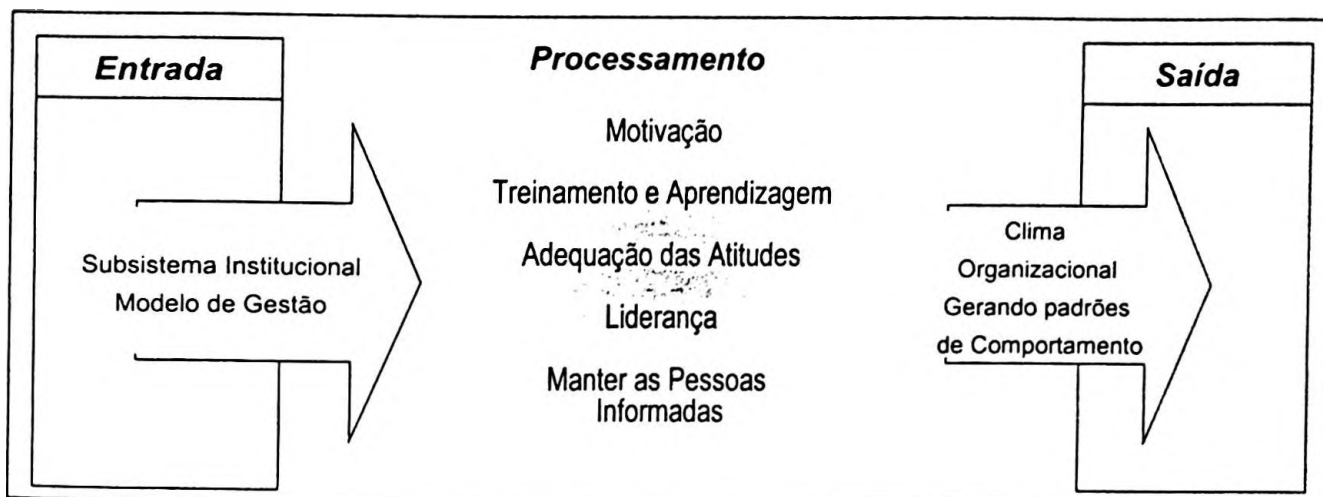 Entrada
Subsistema Institucional
Modelo de Gestão
Processamento
Motivação
Treinamento e Aprendizagem
Adequação das Atitudes
Liderança
Manter as Pessoas
Informadas
Saída
Clima
Organizacional
Gerando padrões
de Comportamento